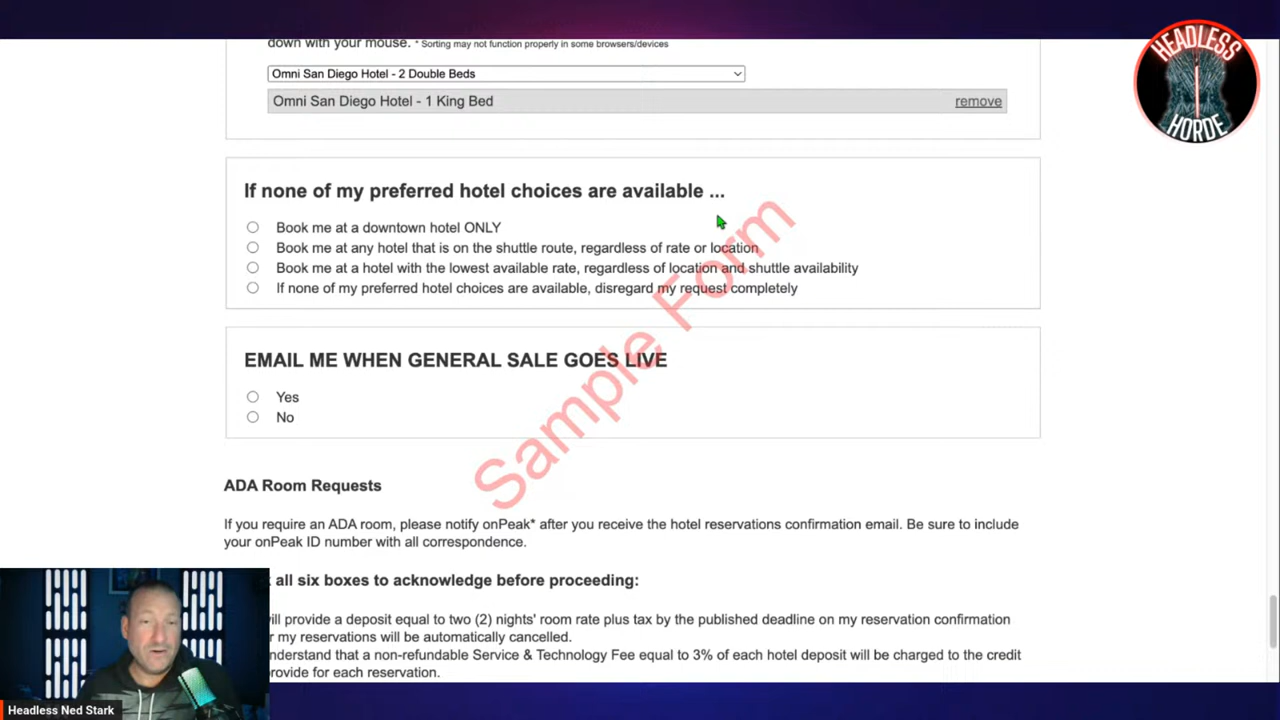 down with your mouse. * Sorting may not function properly in some browsers/devices
Omni San Diego Hotel - 2 Double Beds
Omni San Diego Hotel - 1 King Bed remove
If none of my preferred hotel choices are available ...
Book me at a downtown hotel ONLY
Book me at any hotel that is on the shuttle route, regardless of rate or location
Book me at a hotel with the lowest available rate, regardless of location and shuttle availability
If none of my preferred hotel choices are available, disregard my request completely
EMAIL ME WHEN GENERAL SALE GOES LIVE
Yes
No
ADA Room Requests
If you require an ADA room, please notify onPeak* after you receive the hotel reservations confirmation email. Be sure to include
your onPeak ID number with all correspondence.
all six boxes to acknowledge before proceeding:
will provide a deposit equal to two (2) nights' room rate plus tax by the published deadline on my reservation confirmation
or my reservations will be automatically cancelled.
understand that a non-refundable Service & Technology Fee equal to 3% of each hotel deposit will be charged to the credit
provide for each reservation.
Sample Form
HEADLESS
HORDE
Headless Ned Stark